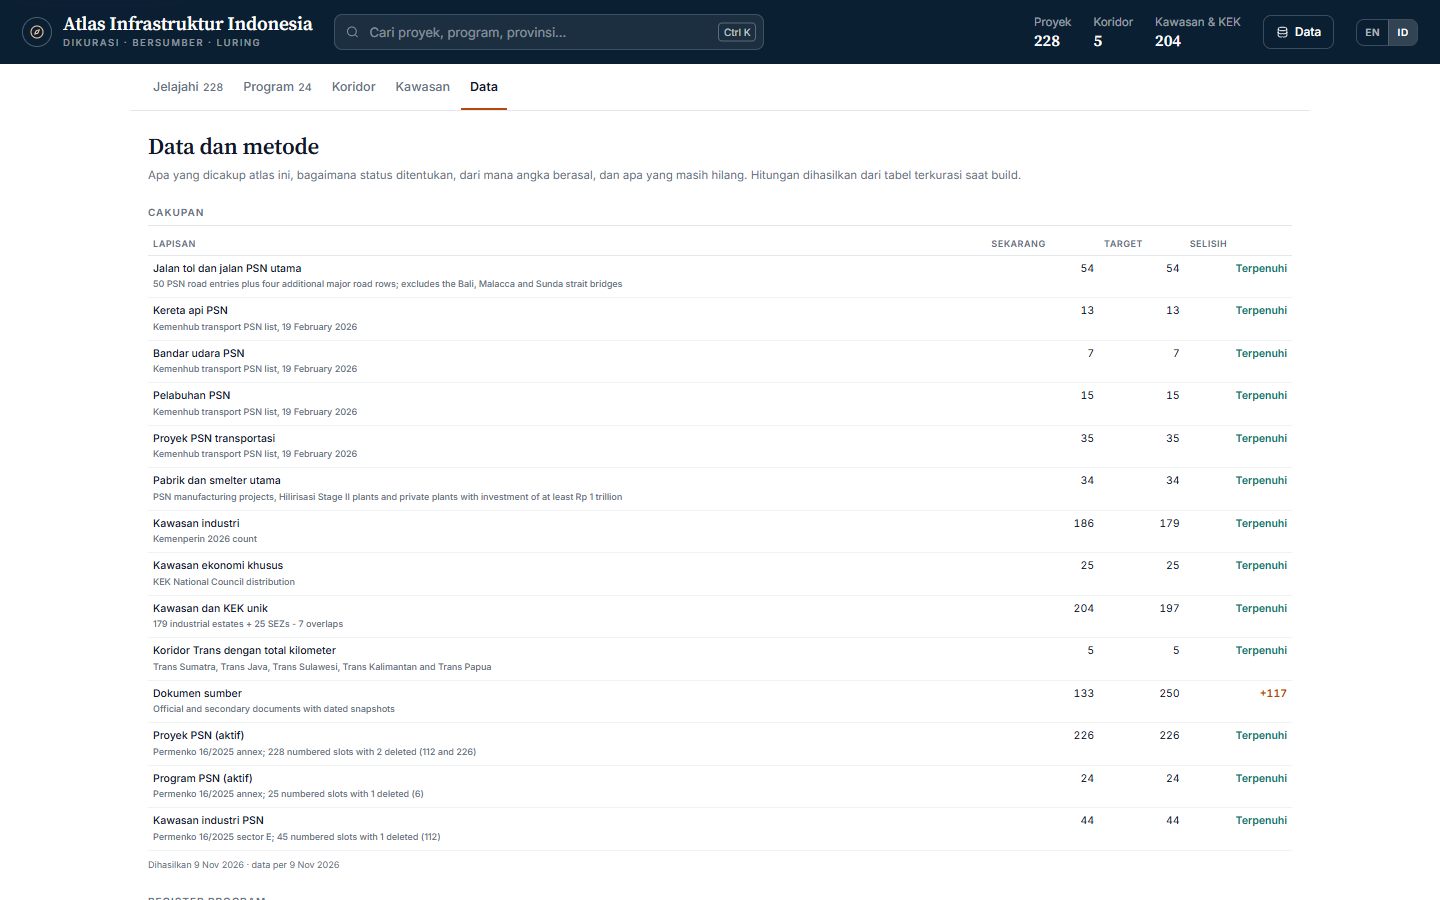 Atlas Infrastruktur Indonesia
DIKURASI · BERSUMBER · LURING
Cari proyek, program, provinsi...
Ctrl K
Proyek
228
Koridor
5
Kawasan & KEK
204
Data
EN
ID
Jelajahi 228
Program 24
Koridor
Kawasan
Data
Data dan metode
Apa yang dicakup atlas ini, bagaimana status ditentukan, dari mana angka berasal, dan apa yang masih hilang. Hitungan dihasilkan dari tabel terkurasi saat build.
CAKUPAN
LAPISAN SEKARANG TARGET SELISIH
Jalan tol dan jalan PSN utama 54 54 Terpenuhi
50 PSN road entries plus four additional major road rows; excludes the Bali, Malacca and Sunda strait bridges
Kereta api PSN 13 13 Terpenuhi
Kemenhub transport PSN list, 19 February 2026
Bandar udara PSN 7 7 Terpenuhi
Kemenhub transport PSN list, 19 February 2026
Pelabuhan PSN 15 15 Terpenuhi
Kemenhub transport PSN list, 19 February 2026
Proyek PSN transportasi 35 35 Terpenuhi
Kemenhub transport PSN list, 19 February 2026
Pabrik dan smelter utama 34 34 Terpenuhi
PSN manufacturing projects, Hilirisasi Stage II plants and private plants with investment of at least Rp 1 trillion
Kawasan industri 186 179 Terpenuhi
Kemenperin 2026 count
Kawasan ekonomi khusus 25 25 Terpenuhi
KEK National Council distribution
Kawasan dan KEK unik 204 197 Terpenuhi
179 industrial estates + 25 SEZs - 7 overlaps
Koridor Trans dengan total kilometer 5 5 Terpenuhi
Trans Sumatra, Trans Java, Trans Sulawesi, Trans Kalimantan and Trans Papua
Dokumen sumber 133 250 +117
Official and secondary documents with dated snapshots
Proyek PSN (aktif) 226 226 Terpenuhi
Permenko 16/2025 annex; 228 numbered slots with 2 deleted (112 and 226)
Program PSN (aktif) 24 24 Terpenuhi
Permenko 16/2025 annex; 25 numbered slots with 1 deleted (6)
Kawasan industri PSN 44 44 Terpenuhi
Permenko 16/2025 sector E; 45 numbered slots with 1 deleted (112)
Dihasilkan 9 Nov 2026 · data per 9 Nov 2026
REGISTER PROGRAM